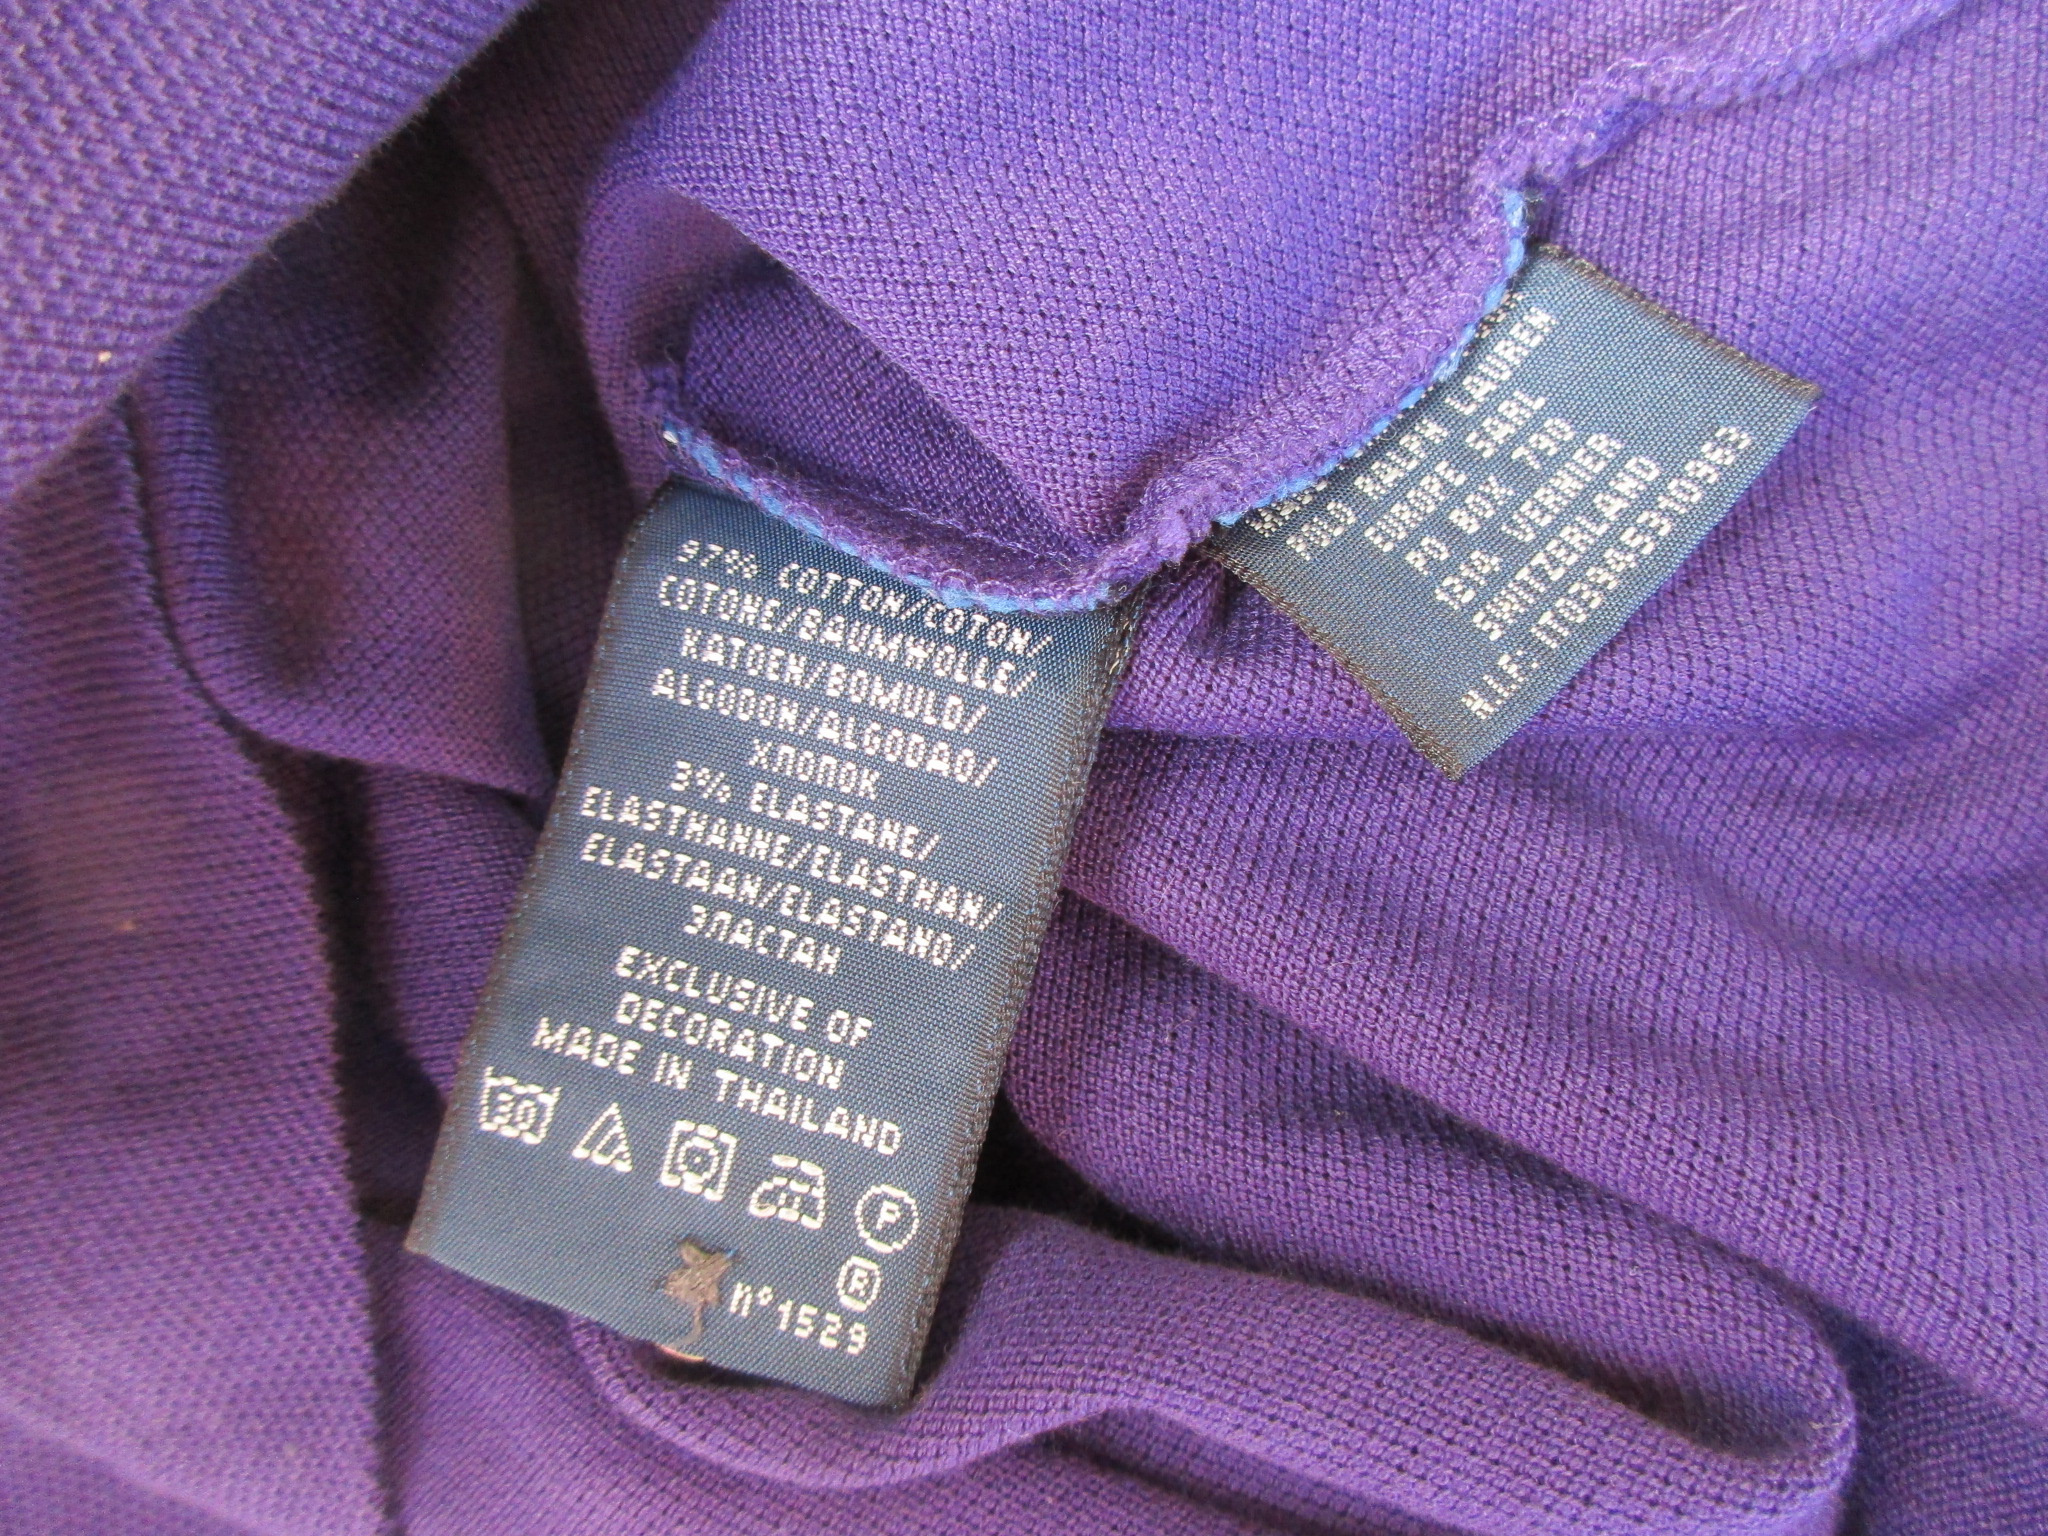 97% COTTON/COTON/
COTONE/BAUMWOLLE/
KATOEN/BOMULD/
ALGODON/ALGODAO/
ХЛОПОК
3% ELASTANE/
ELASTHANNE/ELASTHAN/
ELASTAAN/ELASTANO/
ЭЛАСТАН
EXCLUSIVE OF
DECORATION
MADE IN THAILAND
30
F
R
n°1529
POLO RALPH LAUREN
EUROPE SARL
PO BOX 793
1214 VERNIER
SWITZERLAND
N.I.F.: